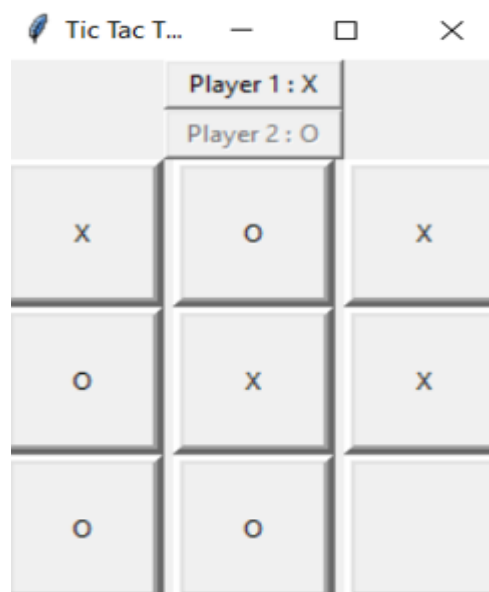 Tic Tac T...
Player 1 : X
Player 2 : O
X O X
O X X
O O